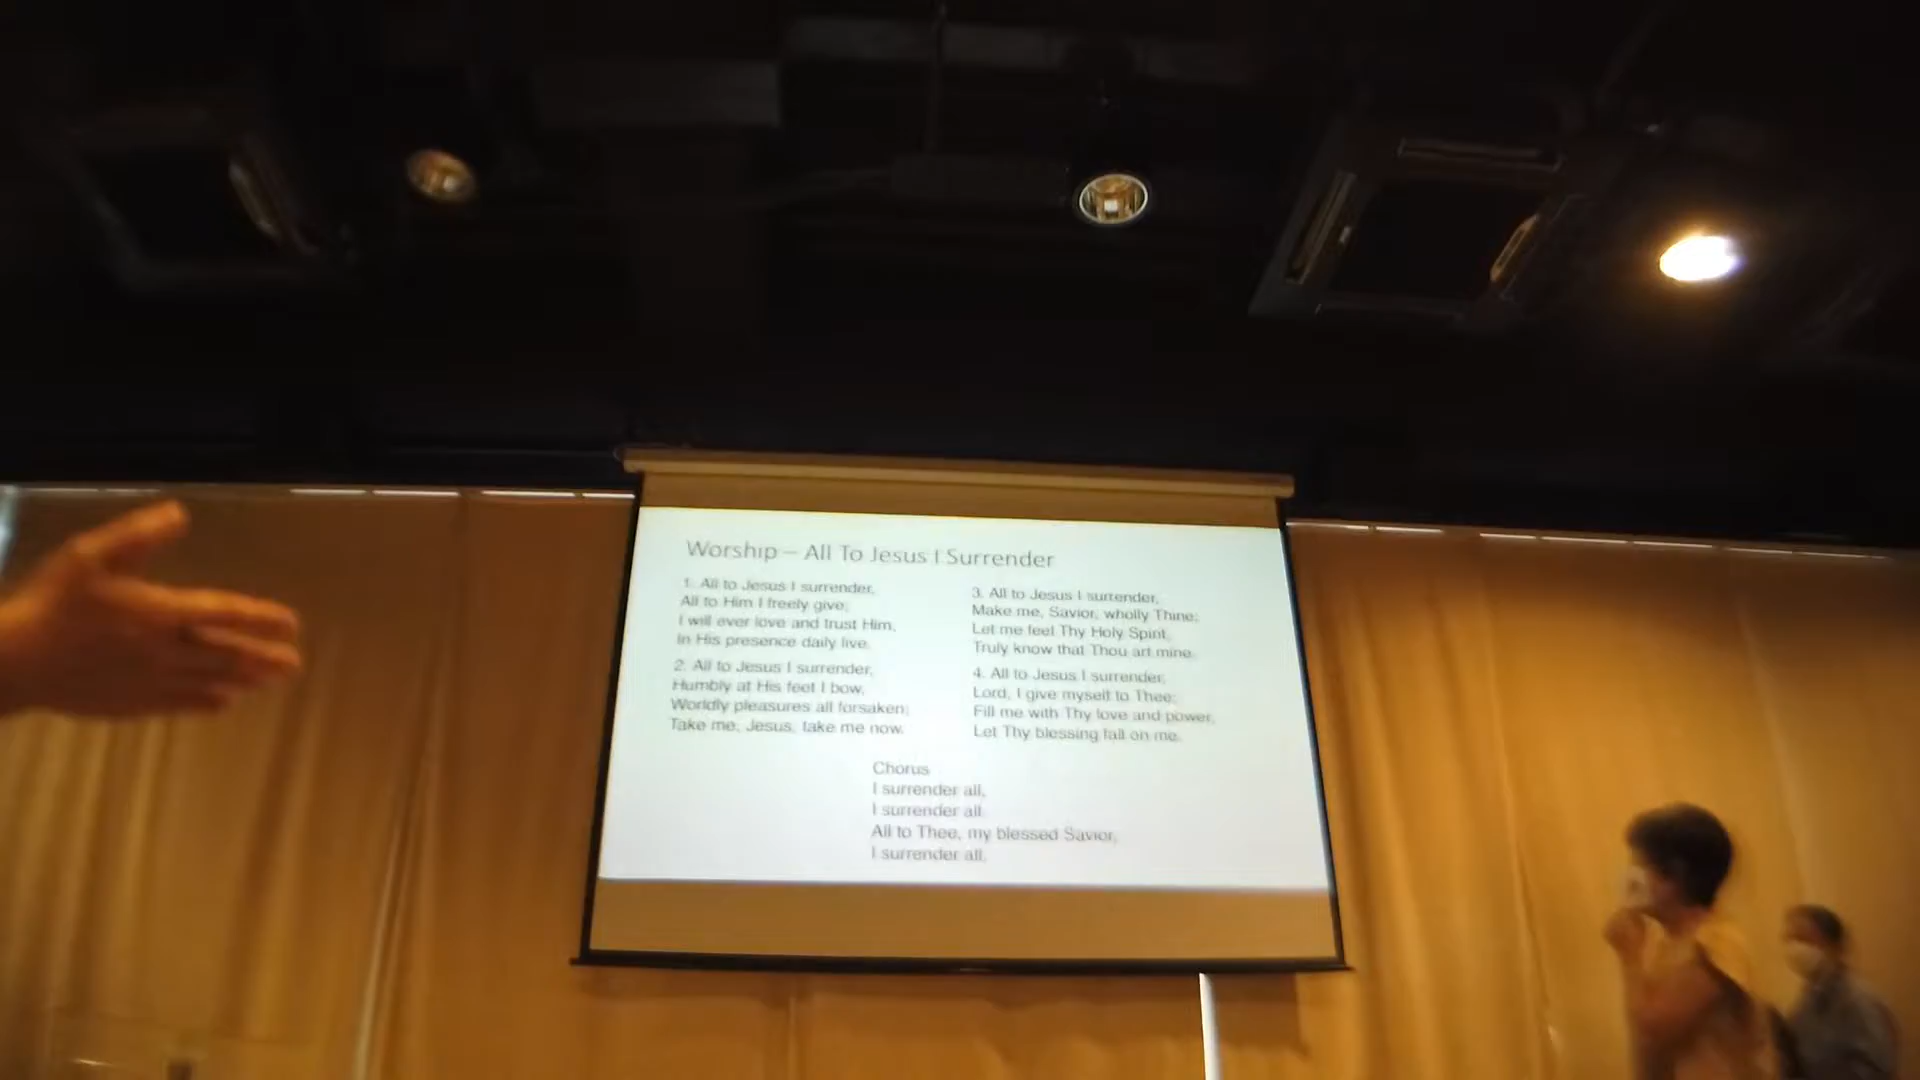 Worship – All To Jesus I Surrender
1. All to Jesus I surrender,
All to Him I freely give;
I will ever love and trust Him,
In His presence daily live.
2. All to Jesus I surrender,
Humbly at His feet I bow,
Worldly pleasures all forsaken;
Take me, Jesus, take me now.
3. All to Jesus I surrender,
Make me, Savior, wholly Thine;
Let me feel Thy Holy Spirit,
Truly know that Thou art mine.
4. All to Jesus I surrender,
Lord, I give myself to Thee;
Fill me with Thy love and power,
Let Thy blessing fall on me.
Chorus
I surrender all,
I surrender all.
All to Thee, my blessed Savior,
I surrender all.